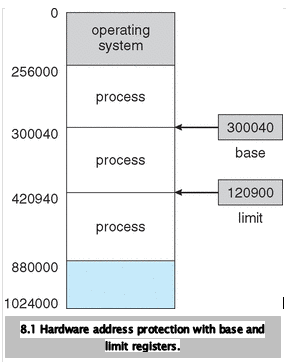 0
operating
system
256000
process
300040
300040
base
process
420940
120900
limit
process
880000
1024000
8.1 Hardware address protection with base and
limit registers.